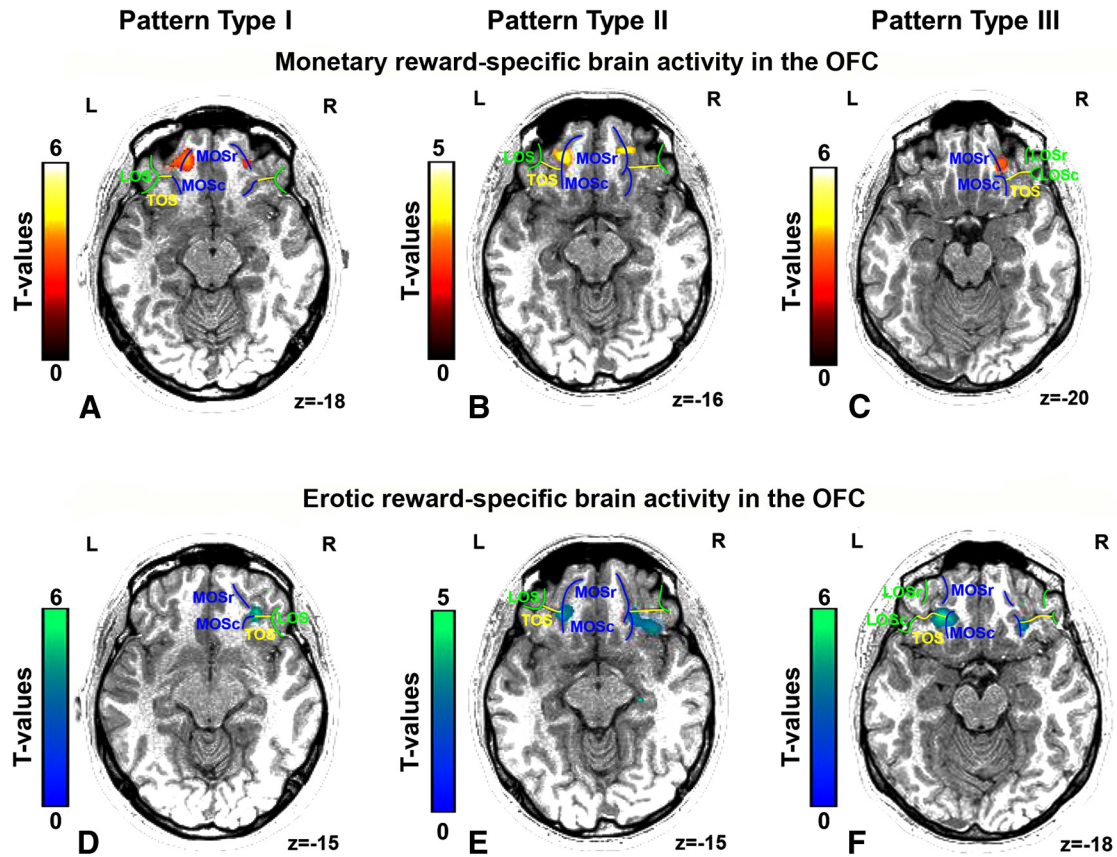 Pattern Type I
Pattern Type II
Pattern Type III
Monetary reward-specific brain activity in the OFC
L
R
6
T-values
0
LOS
TOS
MOSr
MOSc
A
z=-18
L
R
5
T-values
0
LOS
TOS
MOSr
MOSc
B
z=-16
L
R
6
T-values
0
MOSr
MOSc
TOS
LOSr
LOSc
C
z=-20
Erotic reward-specific brain activity in the OFC
L
R
6
T-values
0
MOSr
MOSc
TOS
LOS
D
z=-15
L
R
5
T-values
0
LOS
TOS
MOSr
MOSc
E
z=-15
L
R
6
T-values
0
LOSr
LOSc
TOS
MOSr
MOSc
F
z=-18